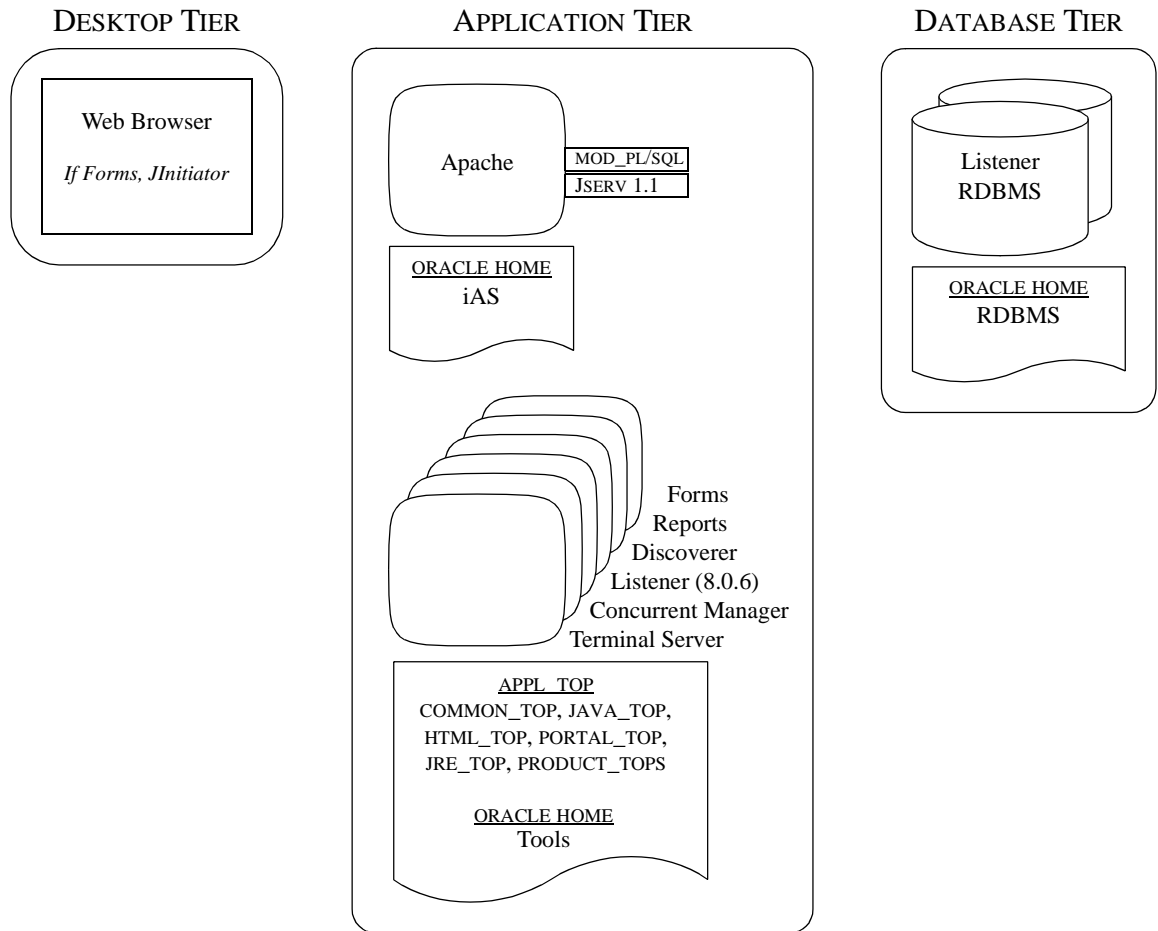 DESKTOP TIER
Web Browser
If Forms, JInitiator
APPLICATION TIER
Apache
MOD_PL/SQL
JSERV 1.1
ORACLE HOME
iAS
Forms
Reports
Discoverer
Listener (8.0.6)
Concurrent Manager
Terminal Server
APPL_TOP
COMMON_TOP, JAVA_TOP,
HTML_TOP, PORTAL_TOP,
JRE_TOP, PRODUCT_TOPS
ORACLE HOME
Tools
DATABASE TIER
Listener
RDBMS
ORACLE HOME
RDBMS